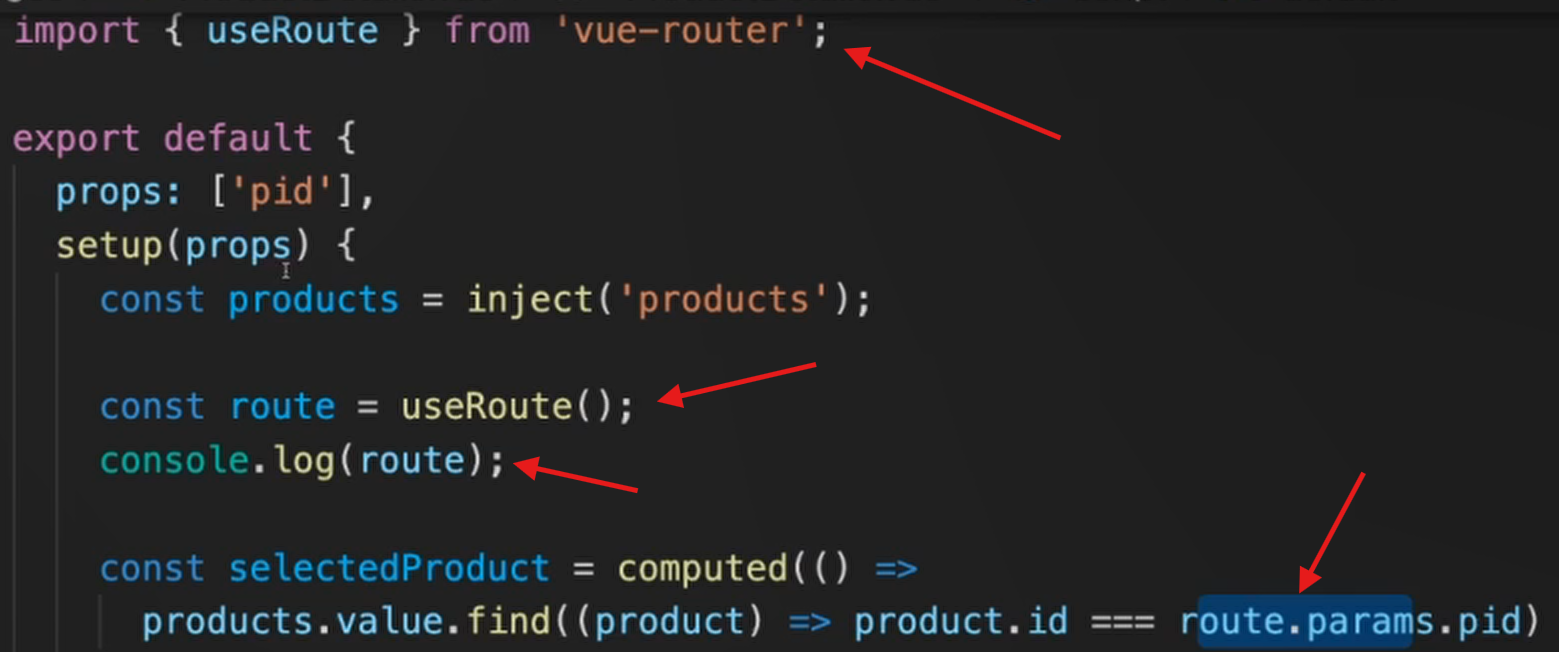 import { useRoute } from 'vue-router';
export default {
props: ['pid'],
setup(props) {
const products = inject('products');
const route = useRoute();
console.log(route);
const selectedProduct = computed(() =>
products.value.find((product) => product.id === route.params.pid)